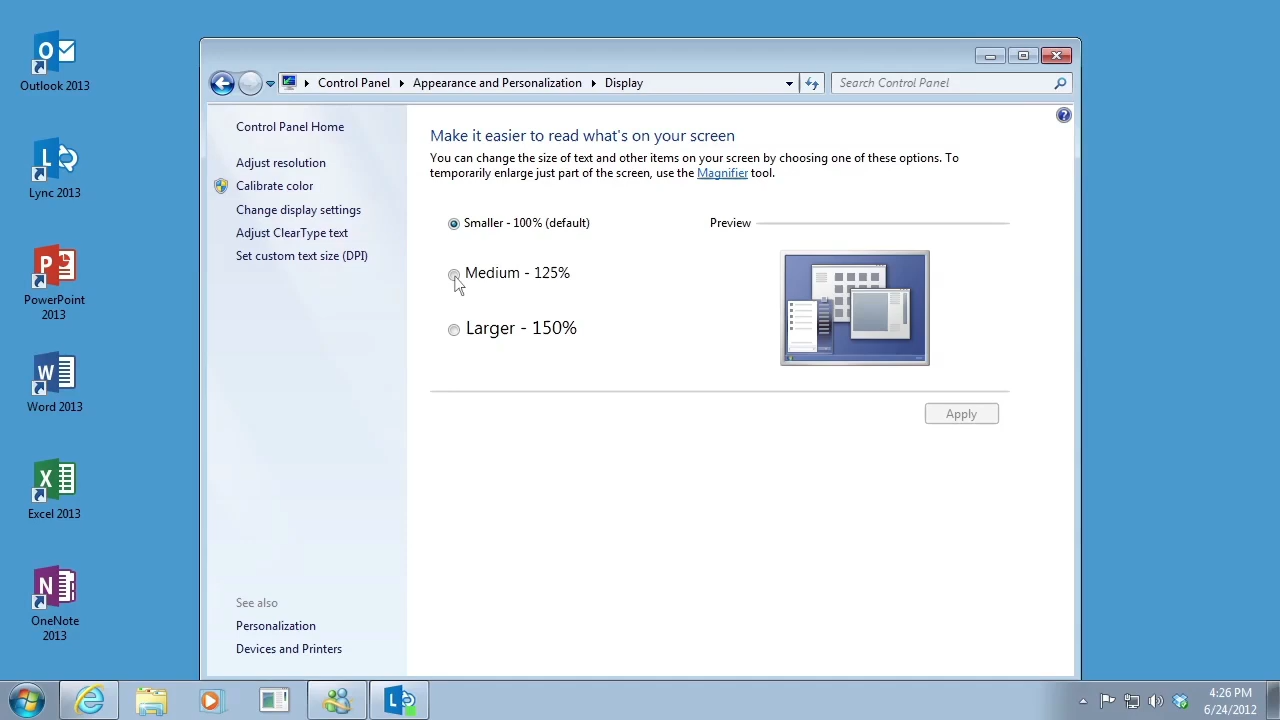 Outlook 2013
Lync 2013
PowerPoint
2013
Word 2013
Excel 2013
OneNote
2013
Control Panel
Appearance and Personalization
Display
Search Control Panel
Control Panel Home
Adjust resolution
Calibrate color
Change display settings
Adjust ClearType text
Set custom text size (DPI)
See also
Personalization
Devices and Printers
Make it easier to read what's on your screen
You can change the size of text and other items on your screen by choosing one of these options. To
temporarily enlarge just part of the screen, use the Magnifier tool.
Smaller - 100% (default)
Medium - 125%
Larger - 150%
Preview
Apply
4:26 PM
6/24/2012